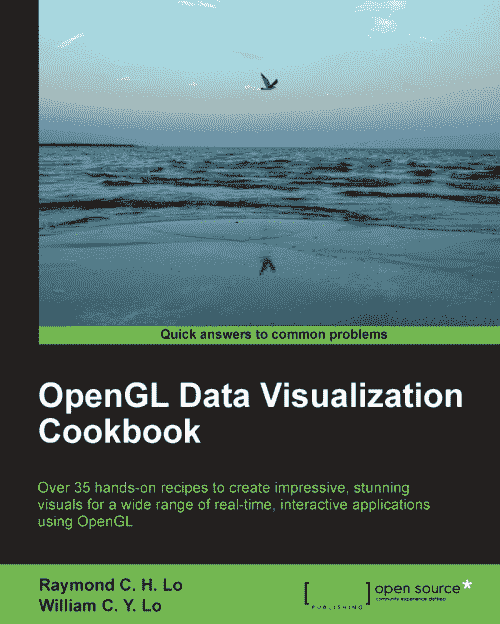 Quick answers to common problems
OpenGL Data Visualization
Cookbook
Over 35 hands-on recipes to create impressive, stunning
visuals for a wide range of real-time, interactive applications
using OpenGL
Raymond C. H. Lo
William C. Y. Lo
[ ] open source*
PUBLISHING
community experience distilled